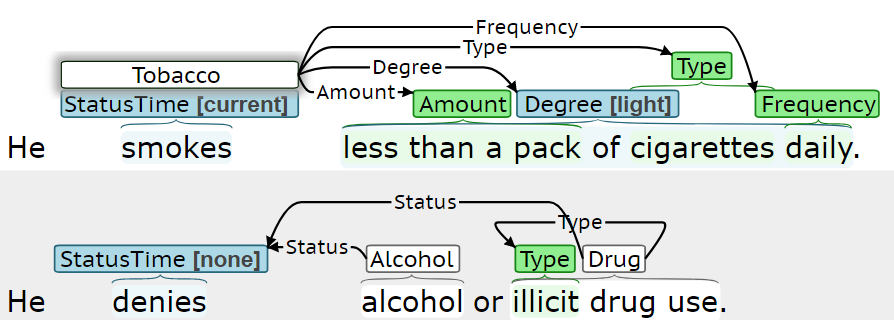 Frequency
Type
Type
Degree
Tobacco
Amount
StatusTime [current] Amount Degree [light] Frequency
He smokes less than a pack of cigarettes daily.
Status
Type
Status
StatusTime [none] Alcohol Type Drug
He denies alcohol or illicit drug use.